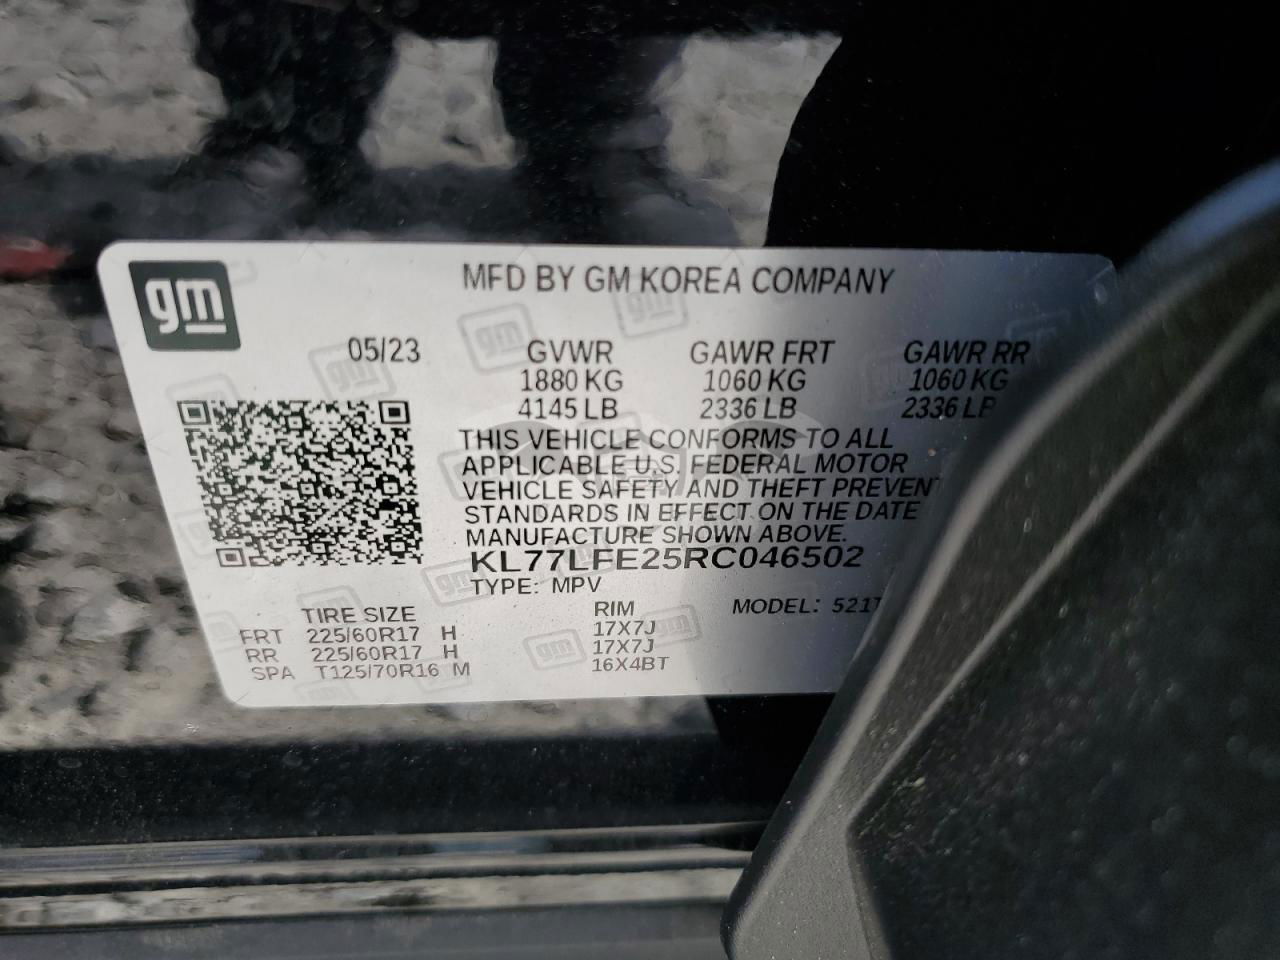 gm
MFD BY GM KOREA COMPANY
05/23 GVWR GAWR FRT GAWR RR
1880 KG 1060 KG 1060 KG
4145 LB 2336 LB 2336 LB
THIS VEHICLE CONFORMS TO ALL
APPLICABLE U.S. FEDERAL MOTOR
VEHICLE SAFETY AND THEFT PREVENT
STANDARDS IN EFFECT ON THE DATE
MANUFACTURE SHOWN ABOVE.
KL77LFE25RC046502
TYPE: MPV
TIRE SIZE RIM MODEL: 521T
FRT 225/60R17 H 17X7J
RR 225/60R17 H 17X7J
SPA T125/70R16 M 16X4BT